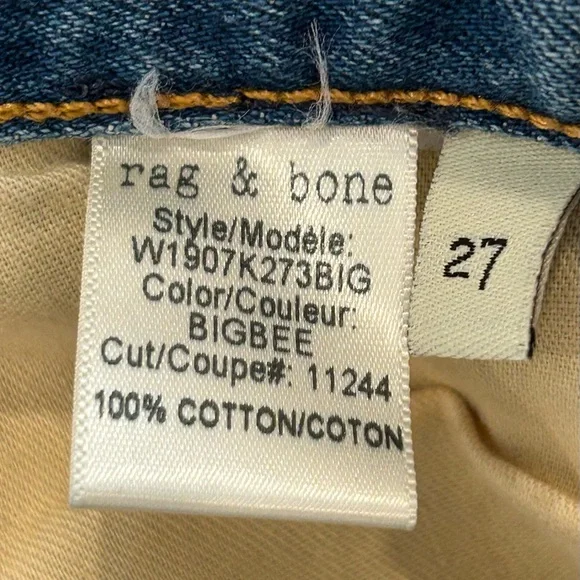 rag & bone
Style/Modèle:
W1907K273BIG
Color/Couleur:
BIGBEE
Cut/Coupe#: 11244
100% COTTON/COTON
27